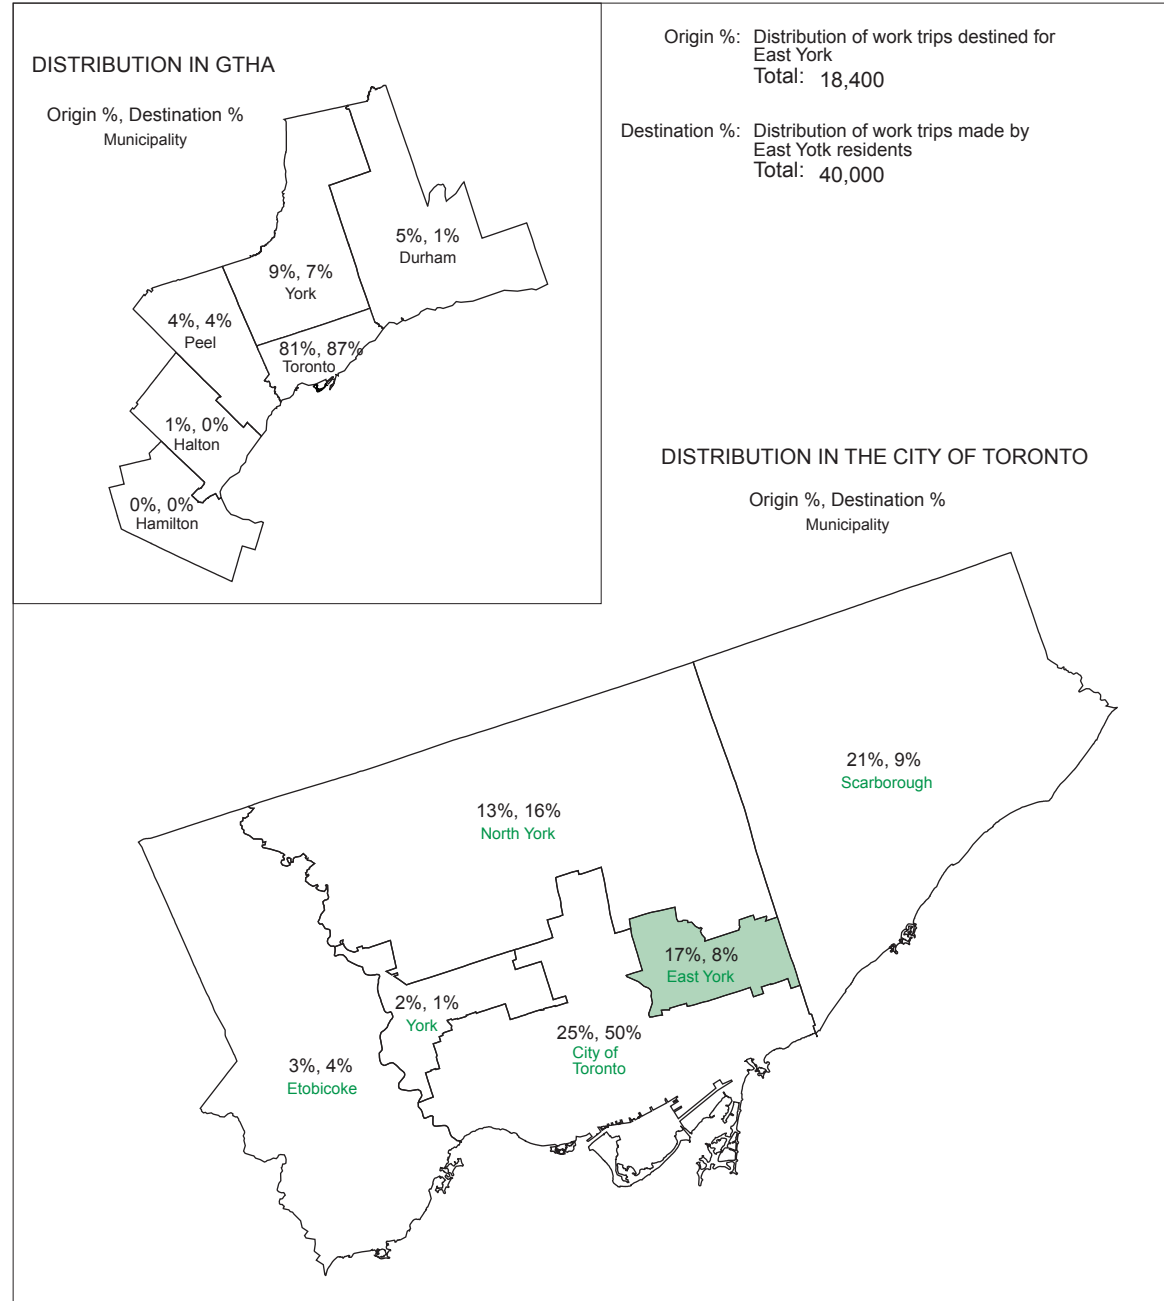 DISTRIBUTION IN GTHA
Origin %, Destination %
Municipality
5%, 1%
Durham
9%, 7%
York
4%, 4%
Peel
81%, 87%
Toronto
1%, 0%
Halton
0%, 0%
Hamilton
Origin %: Distribution of work trips destined for
East York
Total: 18,400
Destination %: Distribution of work trips made by
East Yotk residents
Total: 40,000
DISTRIBUTION IN THE CITY OF TORONTO
Origin %, Destination %
Municipality
21%, 9%
Scarborough
13%, 16%
North York
17%, 8%
East York
2%, 1%
York
25%, 50%
City of
Toronto
3%, 4%
Etobicoke